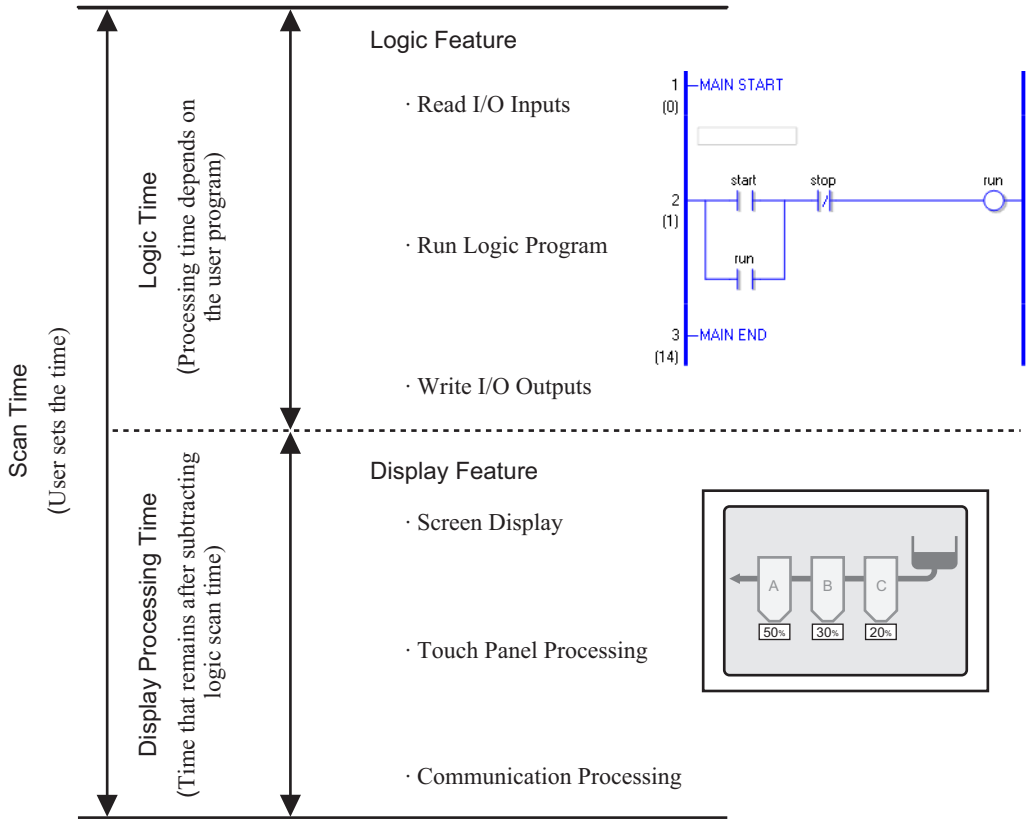 Scan Time
(User sets the time)
Logic Time
(Processing time depends on
the user program)
Logic Feature
· Read I/O Inputs
· Run Logic Program
· Write I/O Outputs
1
(0)
MAIN START
start
stop
run
2
(1)
run
3
(14)
MAIN END
Display Processing Time
(Time that remains after subtracting
logic scan time)
Display Feature
· Screen Display
· Touch Panel Processing
· Communication Processing
A B C
50% 30% 20%